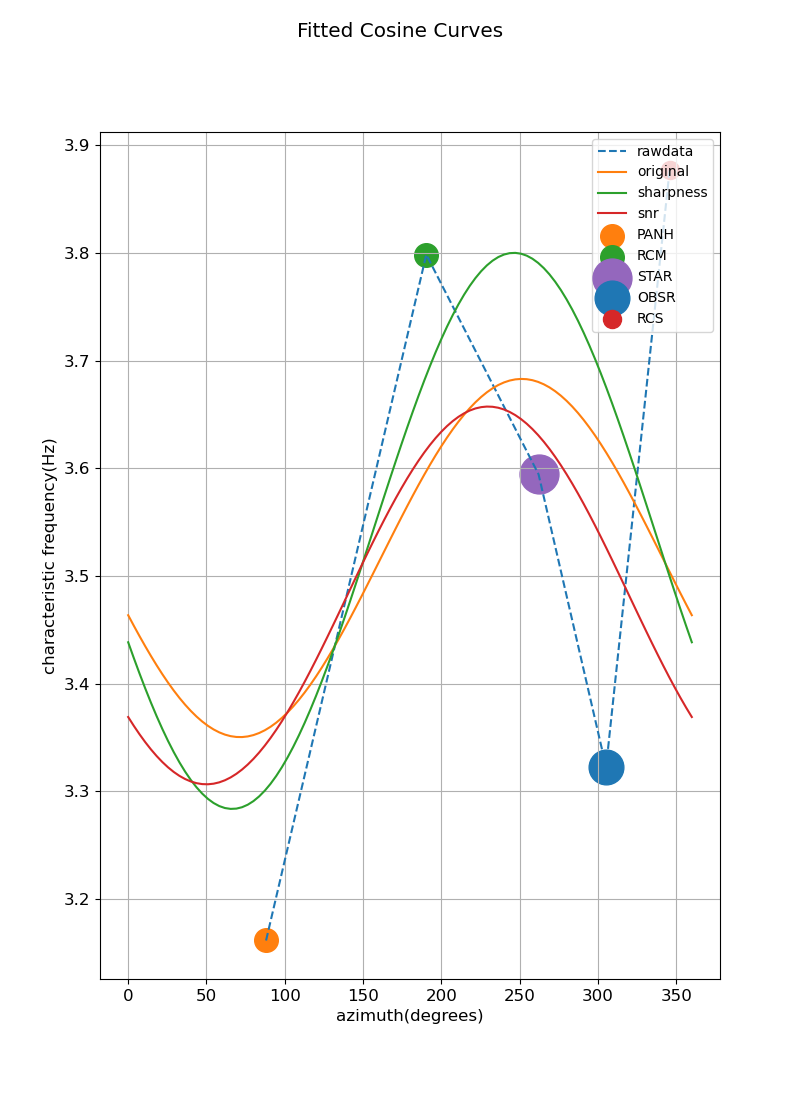 Fitted Cosine Curves
3.9
3.8
3.7
3.6
3.5
3.4
3.3
3.2
characteristic frequency(Hz)
rawdata
original
sharpness
snr
PANH
RCM
STAR
OBSR
RCS
0 50 100 150 200 250 300 350
azimuth(degrees)